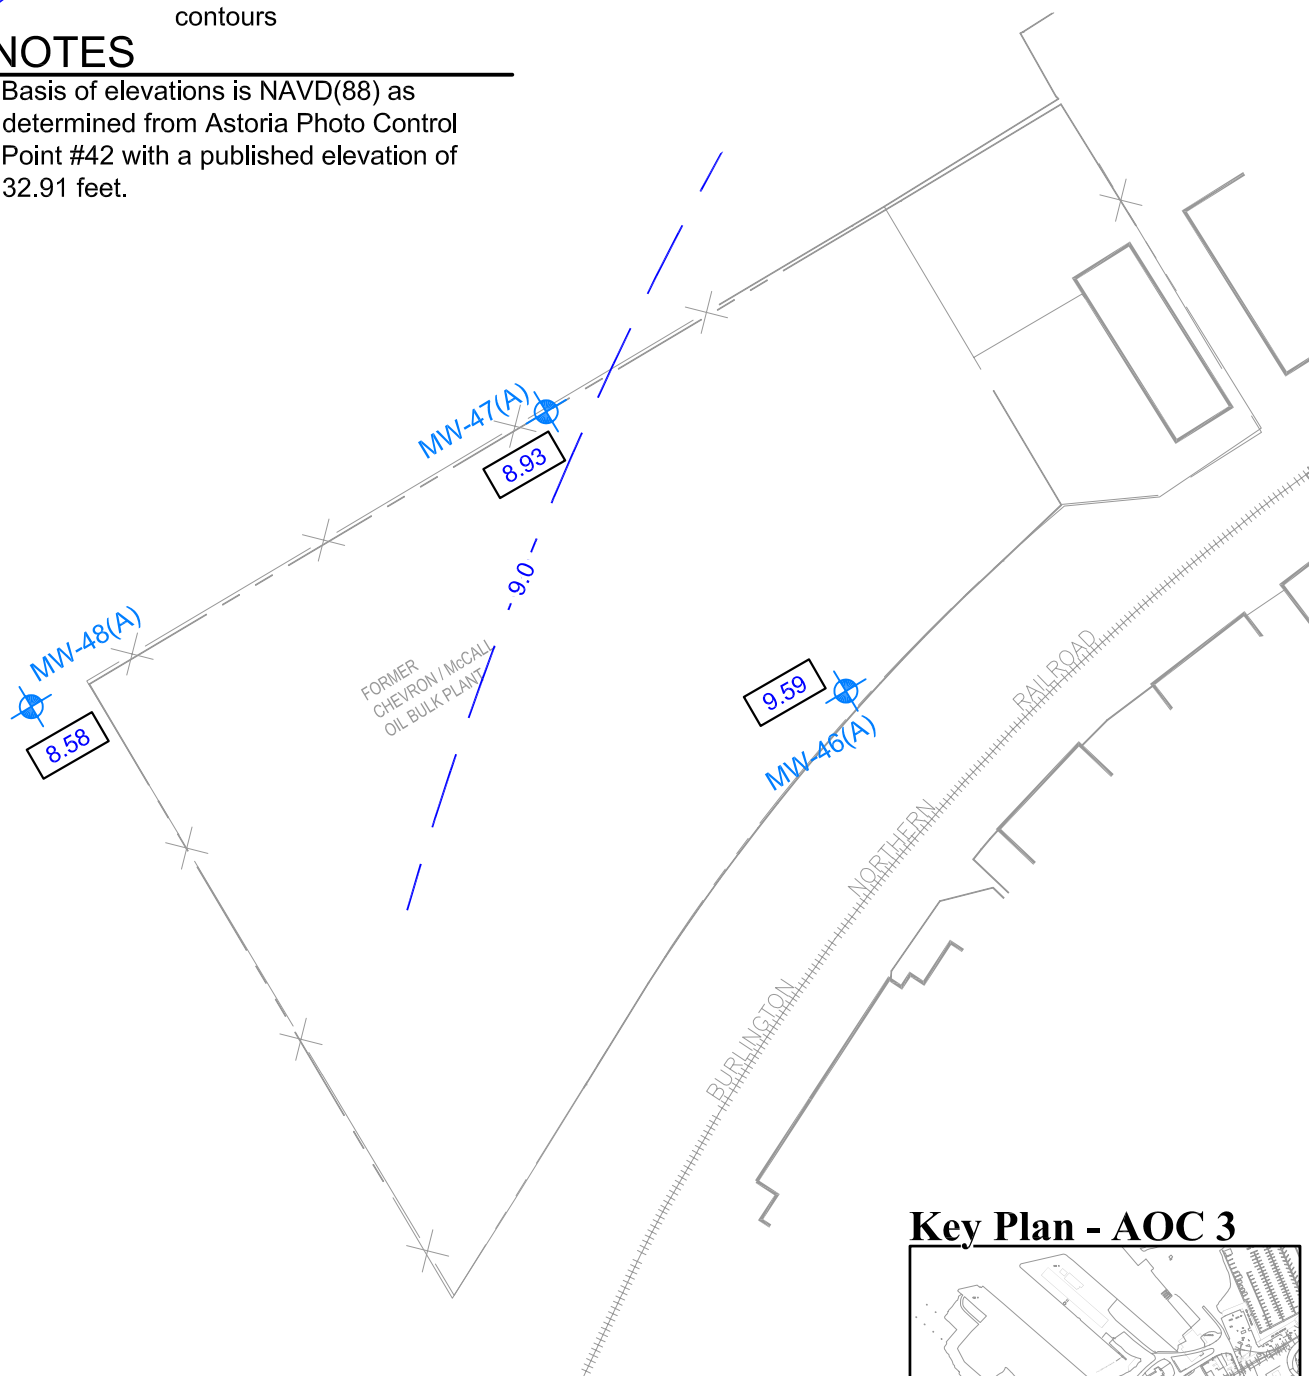 contours
NOTES
Basis of elevations is NAVD(88) as
determined from Astoria Photo Control
Point #42 with a published elevation of
32.91 feet.
MW-47(A)
8.93
- 9.0 -
MW-48(A)
8.58
FORMER
CHEVRON / McCALL
OIL BULK PLANT
9.59
MW-46(A)
BURLINGTON NORTHERN RAILROAD
Key Plan - AOC 3